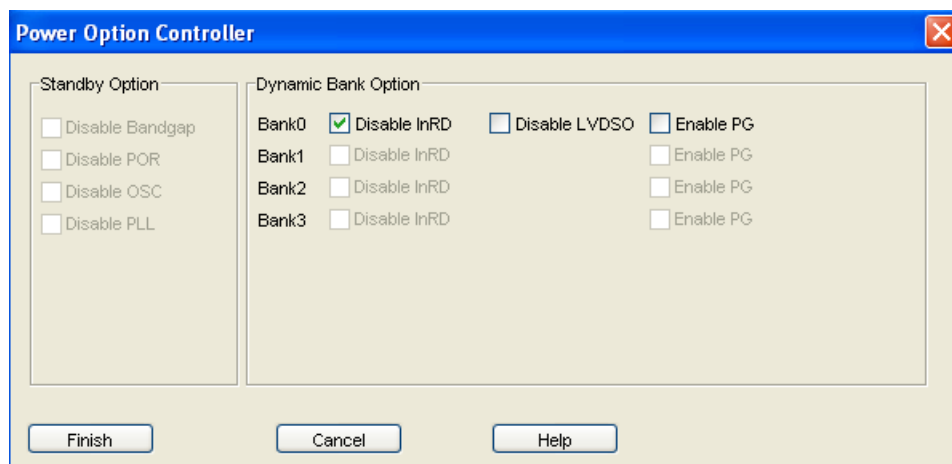 Power Option Controller
Standby Option
Disable Bandgap
Disable POR
Disable OSC
Disable PLL
Dynamic Bank Option
Bank0 Disable InRD Disable LVDSO Enable PG
Bank1 Disable InRD Enable PG
Bank2 Disable InRD Enable PG
Bank3 Disable InRD Enable PG
Finish Cancel Help